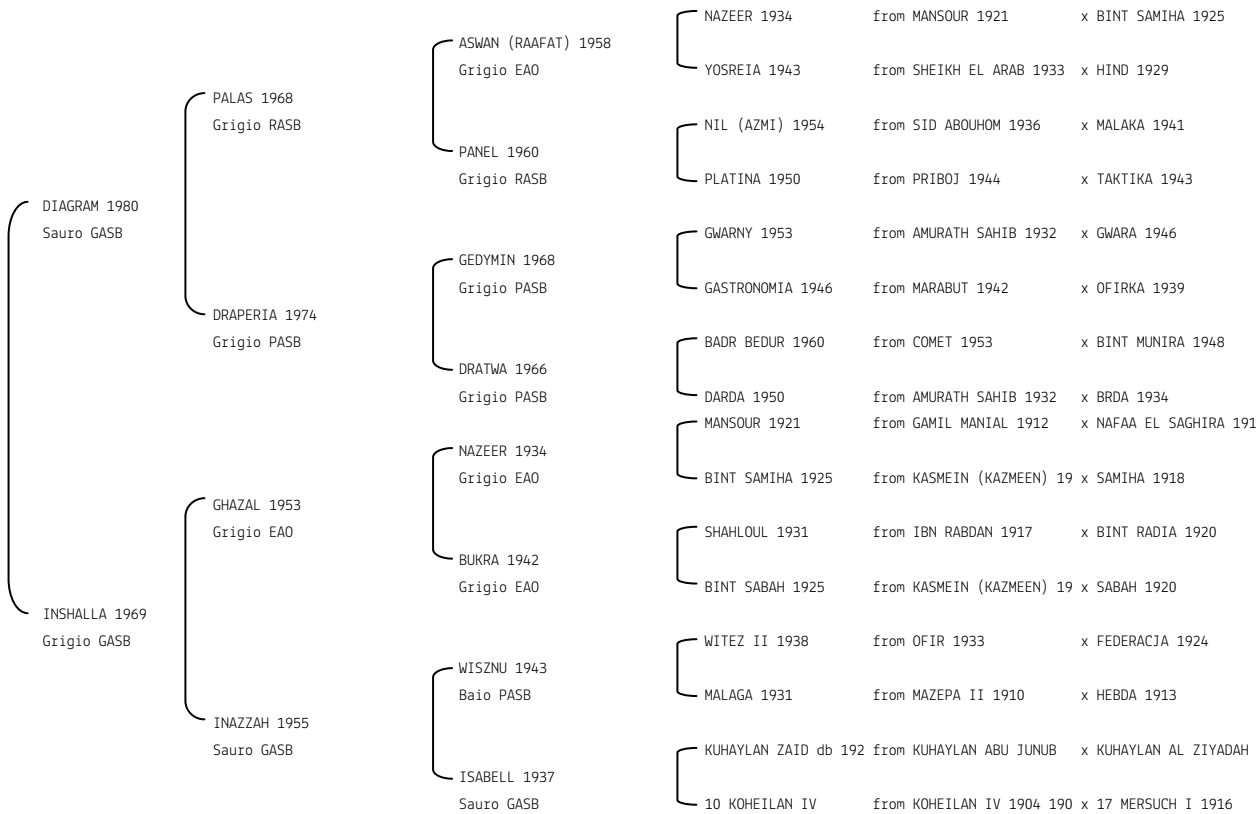 NAZEER 1934 from MANSOUR 1921 x BINT SAMIHA 1925
ASWAN (RAAFAT) 1958
Grigio EAO
YOSREIA 1943 from SHEIKH EL ARAB 1933 x HIND 1929
PALAS 1968
Grigio RASB
NIL (AZMI) 1954 from SID ABOUHOM 1936 x MALAKA 1941
PANEL 1960
Grigio RASB
PLATINA 1950 from PRIBOJ 1944 x TAKTIKA 1943
DIAGRAM 1980
Sauro GASB
GWARNY 1953 from AMURATH SAHIB 1932 x GWARA 1946
GEDYMIN 1968
Grigio PASB
GASTRONOMIA 1946 from MARABUT 1942 x OFIRKA 1939
DRAPERIA 1974
Grigio PASB
BADR BEDUR 1960 from COMET 1953 x BINT MUNIRA 1948
DRATWA 1966
Grigio PASB
DARDA 1950 from AMURATH SAHIB 1932 x BRDA 1934
MANSOUR 1921 from GAMIL MANIAL 1912 x NAFAA EL SAGHIRA 191
NAZEER 1934
Grigio EAO
BINT SAMIHA 1925 from KASMEIN (KAZMEEN) 19 x SAMIHA 1918
GHAZAL 1953
Grigio EAO
SHAHLOUL 1931 from IBN RABDAN 1917 x BINT RADIA 1920
BUKRA 1942
Grigio EAO
BINT SABAH 1925 from KASMEIN (KAZMEEN) 19 x SABAH 1920
INSHALLA 1969
Grigio GASB
WITEZ II 1938 from OFIR 1933 x FEDERACJA 1924
WISZNU 1943
Baio PASB
MALAGA 1931 from MAZEPA II 1910 x HEBDA 1913
INAZZAH 1955
Sauro GASB
KUHAYLAN ZAID db 192 from KUHAYLAN ABU JUNUB x KUHAYLAN AL ZIYADAH
ISABELL 1937
Sauro GASB
10 KOHEILAN IV from KOHEILAN IV 1904 190 x 17 MERSUCH I 1916